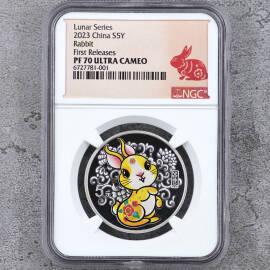 Lunar Series
2023 China S5Y
Rabbit
First Releases
PF 70 ULTRA CAMEO
6727781-001
NGC